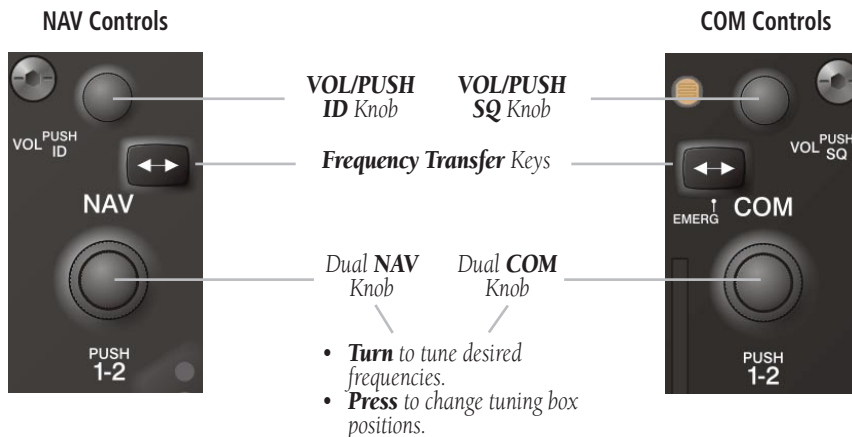 NAV Controls
COM Controls
VOL PUSH ID
NAV
PUSH
1-2
VOL/PUSH
ID Knob
VOL/PUSH
SQ Knob
Frequency Transfer Keys
Dual NAV
Knob
Dual COM
Knob
• Turn to tune desired
frequencies.
• Press to change tuning box
positions.
VOL PUSH SQ
EMERG
COM
PUSH
1-2